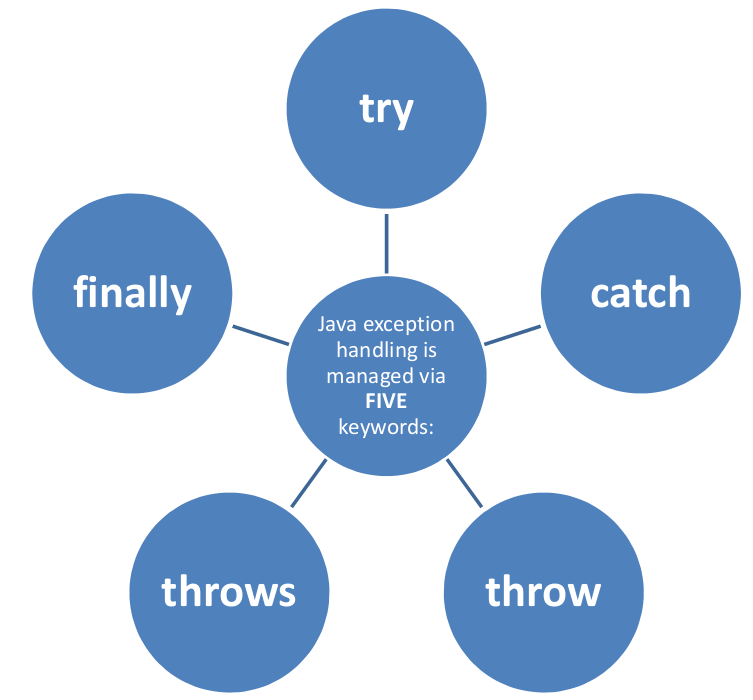 try
finally
catch
Java exception
handling is
managed via
FIVE
keywords:
throws
throw